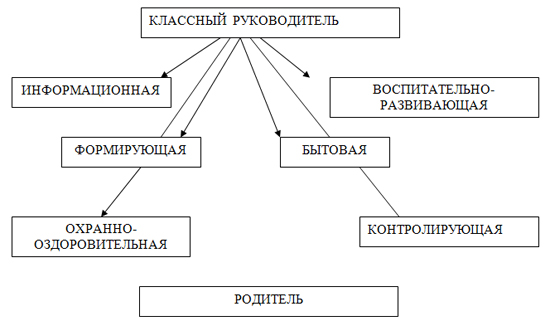 КЛАССНЫЙ РУКОВОДИТЕЛЬ
ИНФОРМАЦИОННАЯ
ВОСПИТАТЕЛЬНО-
РАЗВИВАЮЩАЯ
ФОРМИРУЮЩАЯ
БЫТОВАЯ
ОХРАННО-
ОЗДОРОВИТЕЛЬНАЯ
КОНТРОЛИРУЮЩАЯ
РОДИТЕЛЬ